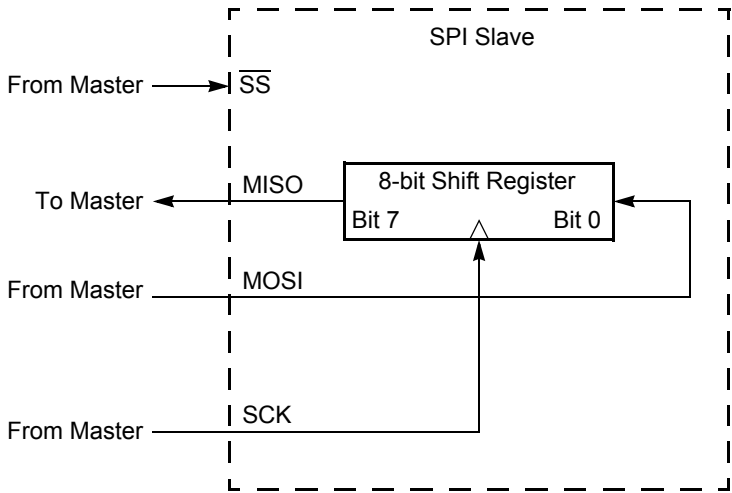 SPI Slave
From Master
S̅S̅
To Master
MISO
8-bit Shift Register
Bit 7
Bit 0
From Master
MOSI
From Master
SCK